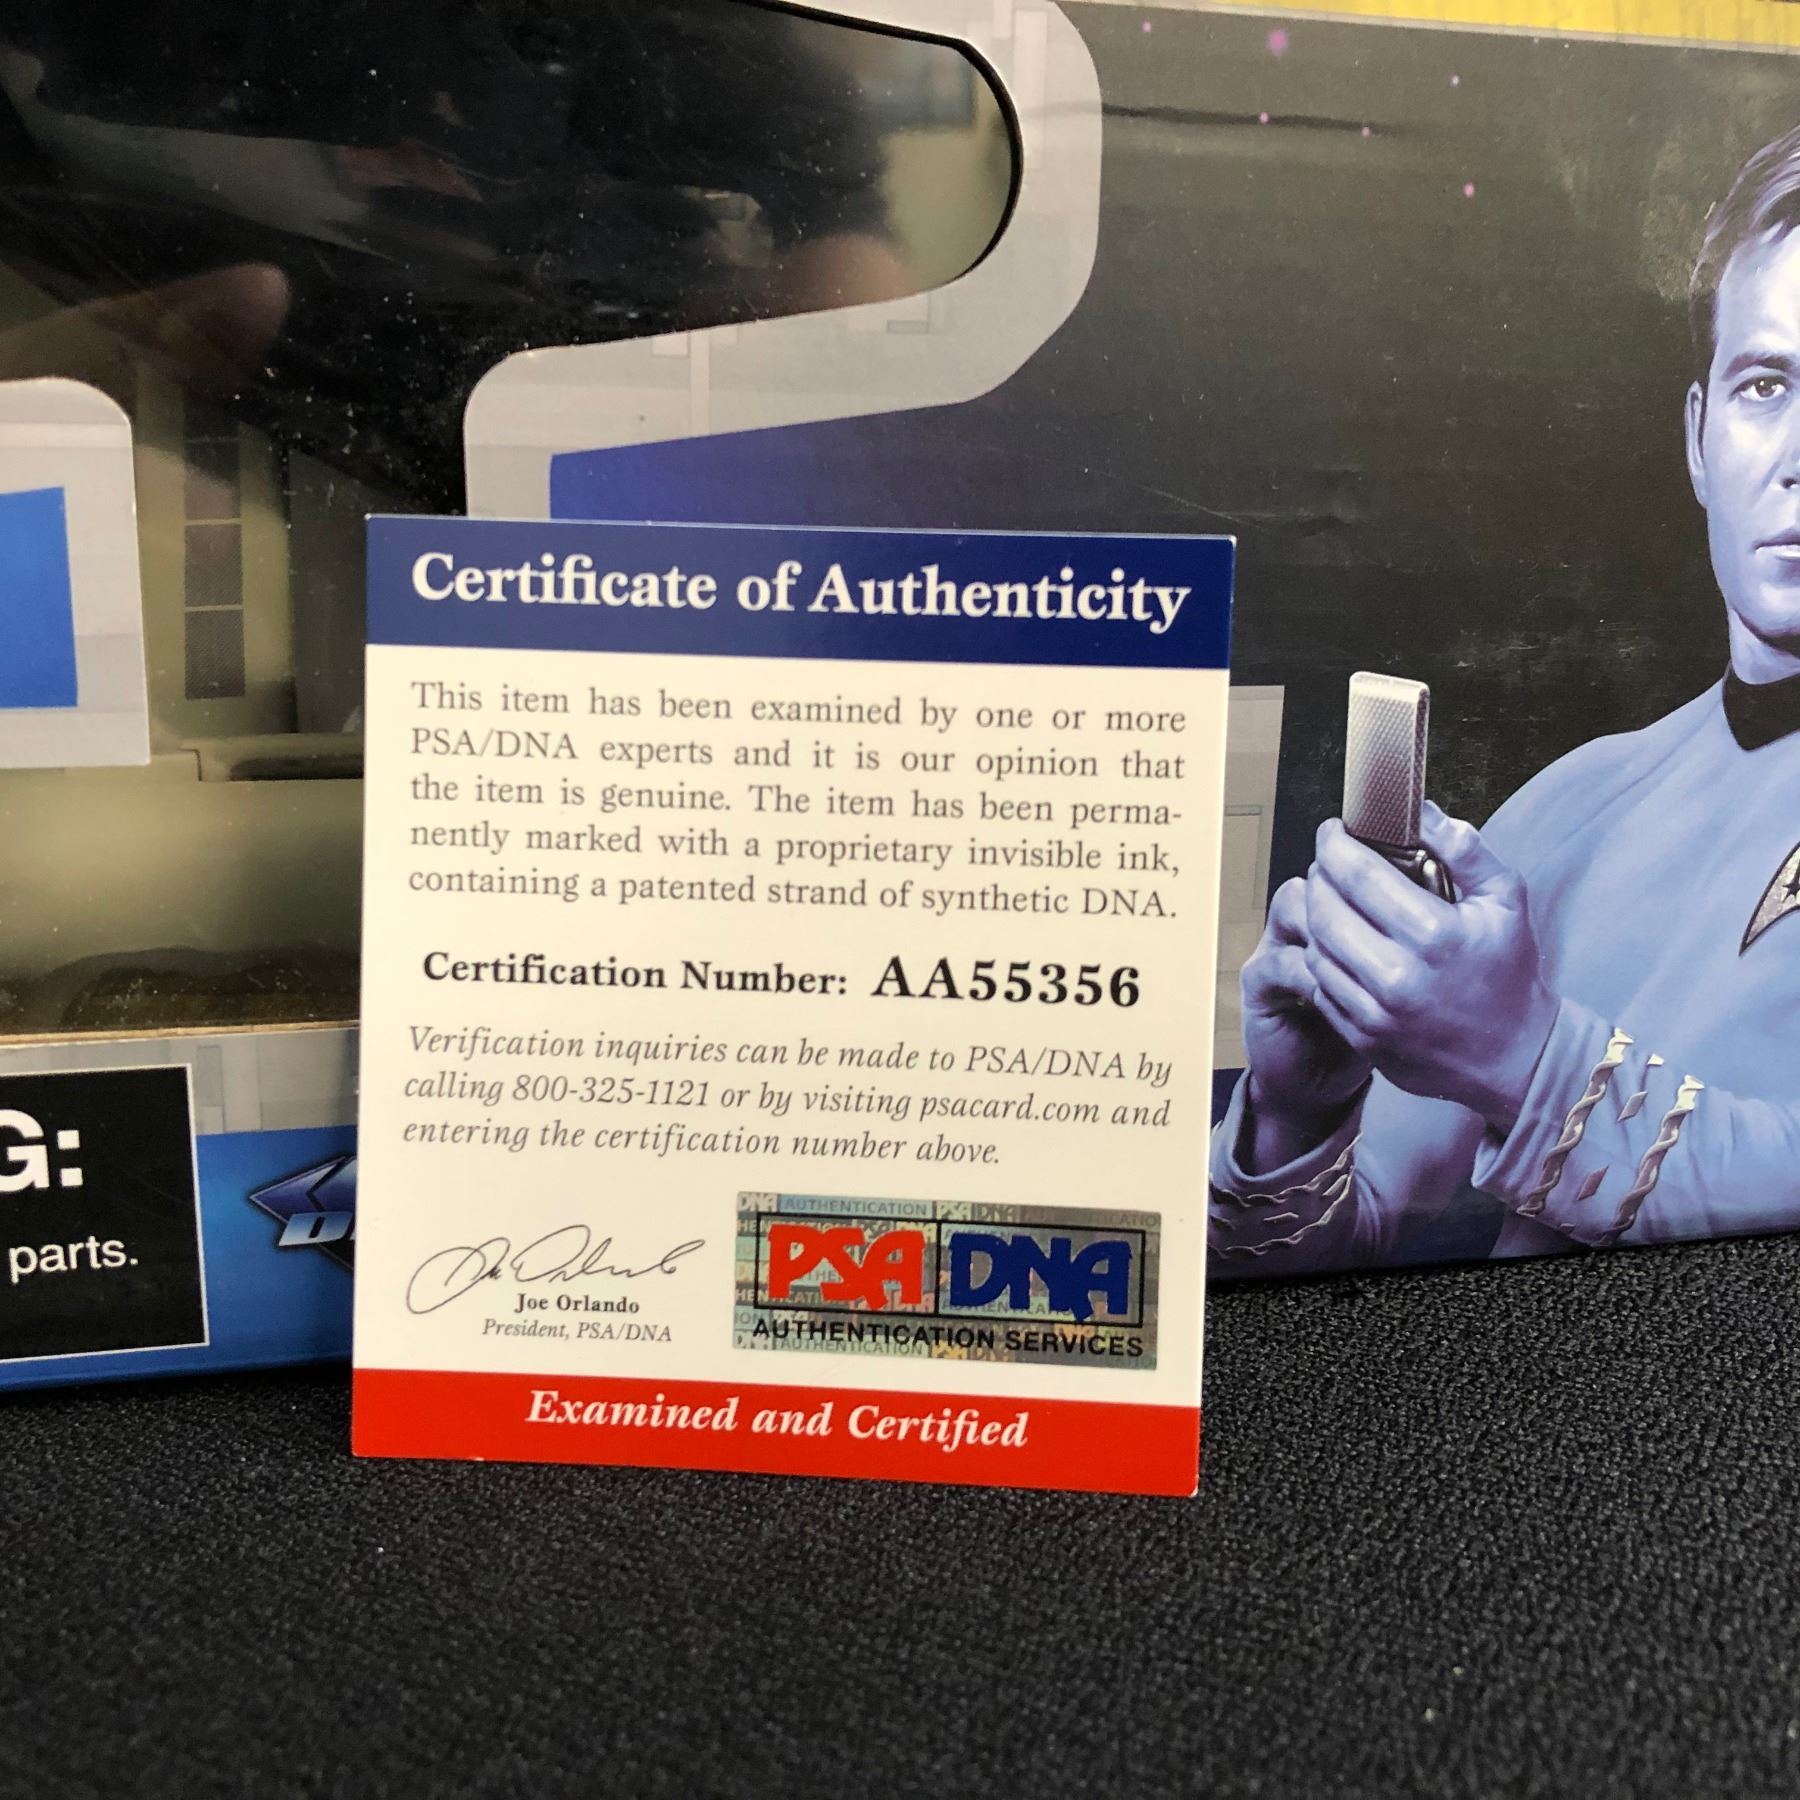 Certificate of Authenticity
This item has been examined by one or more
PSA/DNA experts and it is our opinion that
the item is genuine. The item has been perma-
nently marked with a proprietary invisible ink,
containing a patented strand of synthetic DNA.
Certification Number: AA55356
Verification inquiries can be made to PSA/DNA by
calling 800-325-1121 or by visiting psacard.com and
entering the certification number above.
Joe Orlando
President, PSA/DNA
PSA DNA
AUTHENTICATION SERVICES
Examined and Certified
G:
parts.